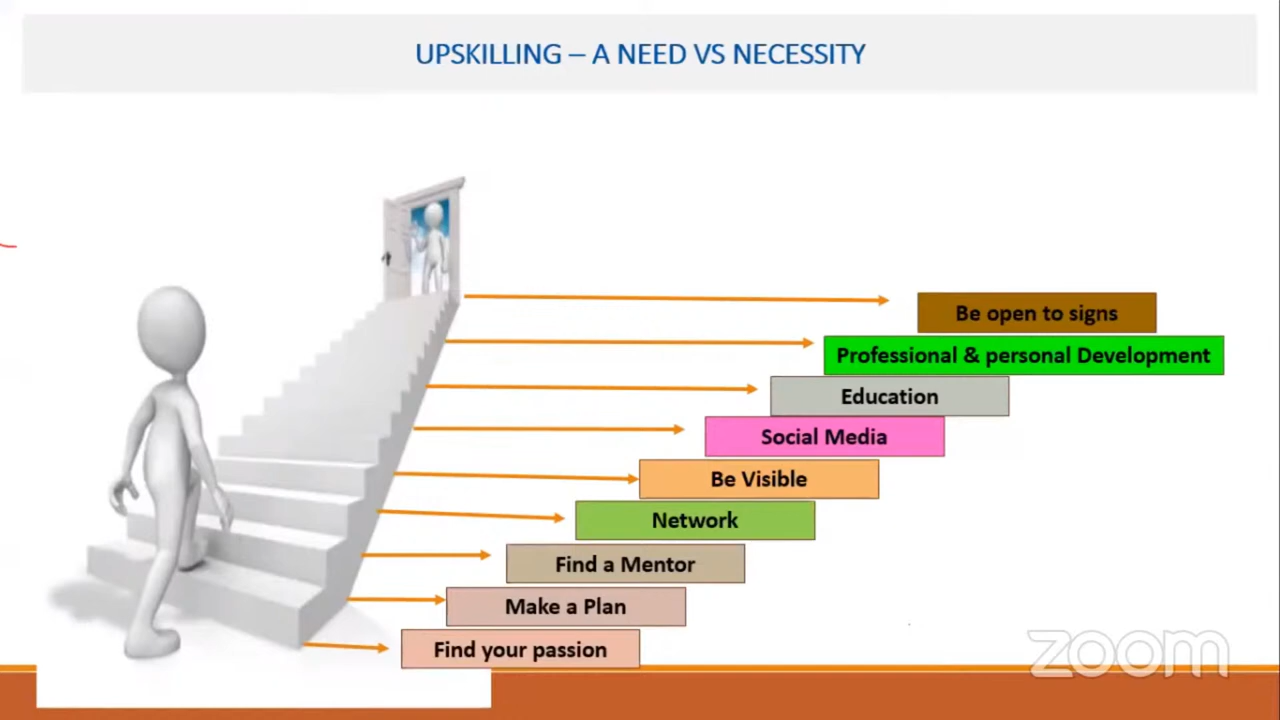 UPSKILLING – A NEED VS NECESSITY
Be open to signs
Professional & personal Development
Education
Social Media
Be Visible
Network
Find a Mentor
Make a Plan
Find your passion
zoom